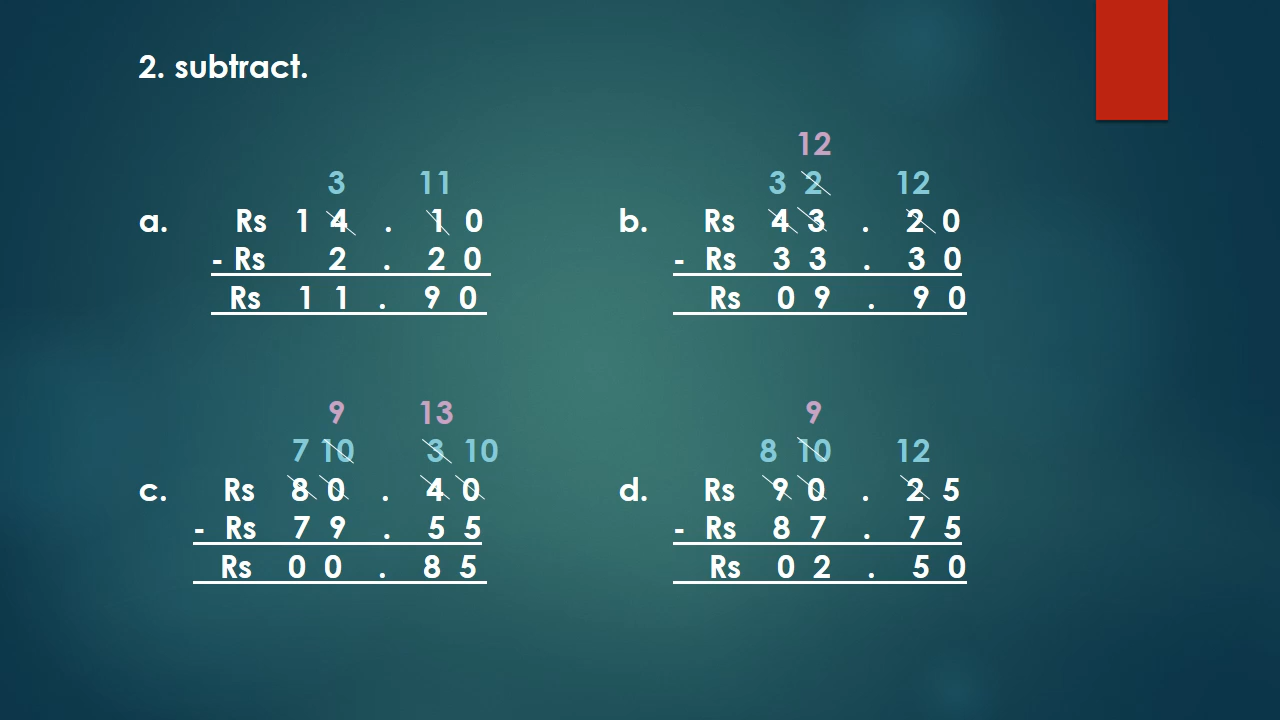 2. subtract.
12
3 11
3 2 12
a. Rs 1 4 . 1 0
b. Rs 4 3 . 2 0
- Rs 2 . 2 0
- Rs 3 3 . 3 0
Rs 1 1 . 9 0
Rs 0 9 . 9 0
9 13
9
7 10 3 10
8 10 12
c. Rs 8 0 . 4 0
d. Rs 9 0 . 2 5
- Rs 7 9 . 5 5
- Rs 8 7 . 7 5
Rs 0 0 . 8 5
Rs 0 2 . 5 0